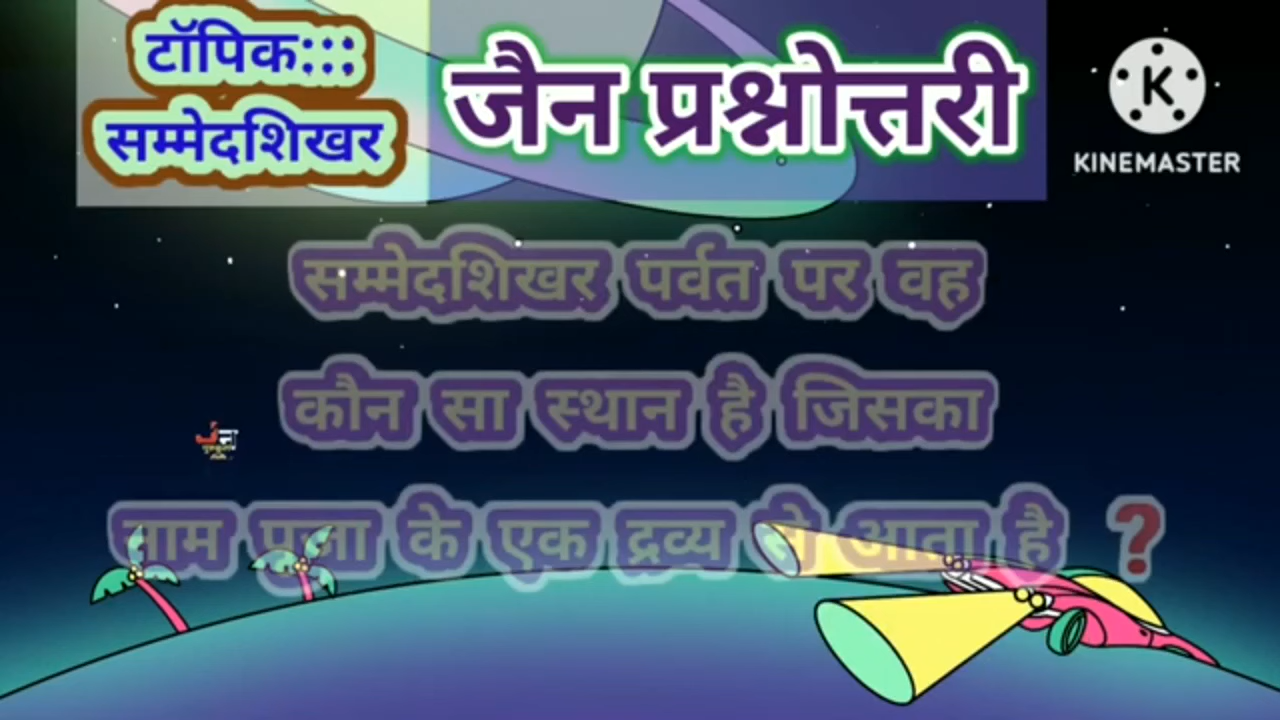 टॉपिक:::
सम्मेदशिखर
जैन प्रश्नोत्तरी
KINEMASTER
सम्मेदशिखर पर्वत पर वह
कौन सा स्थान है जिसका
नाम पूजा के एक द्रव्य से आता है ?